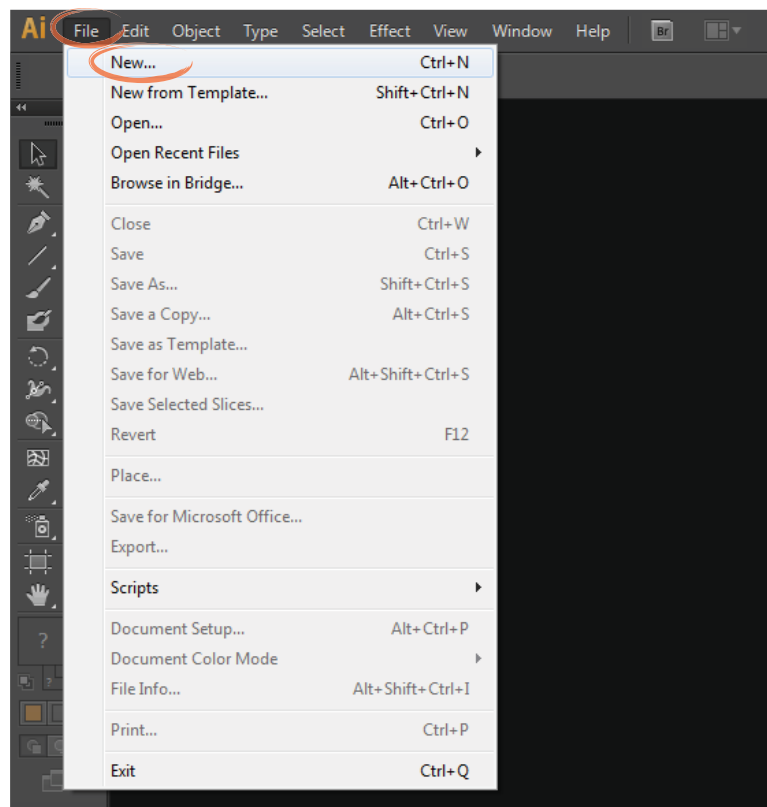 Ai File Edit Object Type Select Effect View Window Help Br
New... Ctrl+N
New from Template... Shift+Ctrl+N
Open... Ctrl+O
Open Recent Files
Browse in Bridge... Alt+Ctrl+O
Close Ctrl+W
Save Ctrl+S
Save As... Shift+Ctrl+S
Save a Copy... Alt+Ctrl+S
Save as Template...
Save for Web... Alt+Shift+Ctrl+S
Save Selected Slices...
Revert F12
Place...
Save for Microsoft Office...
Export...
Scripts
Document Setup... Alt+Ctrl+P
?
Document Color Mode
File Info... Alt+Shift+Ctrl+I
?
Print... Ctrl+P
Exit Ctrl+Q